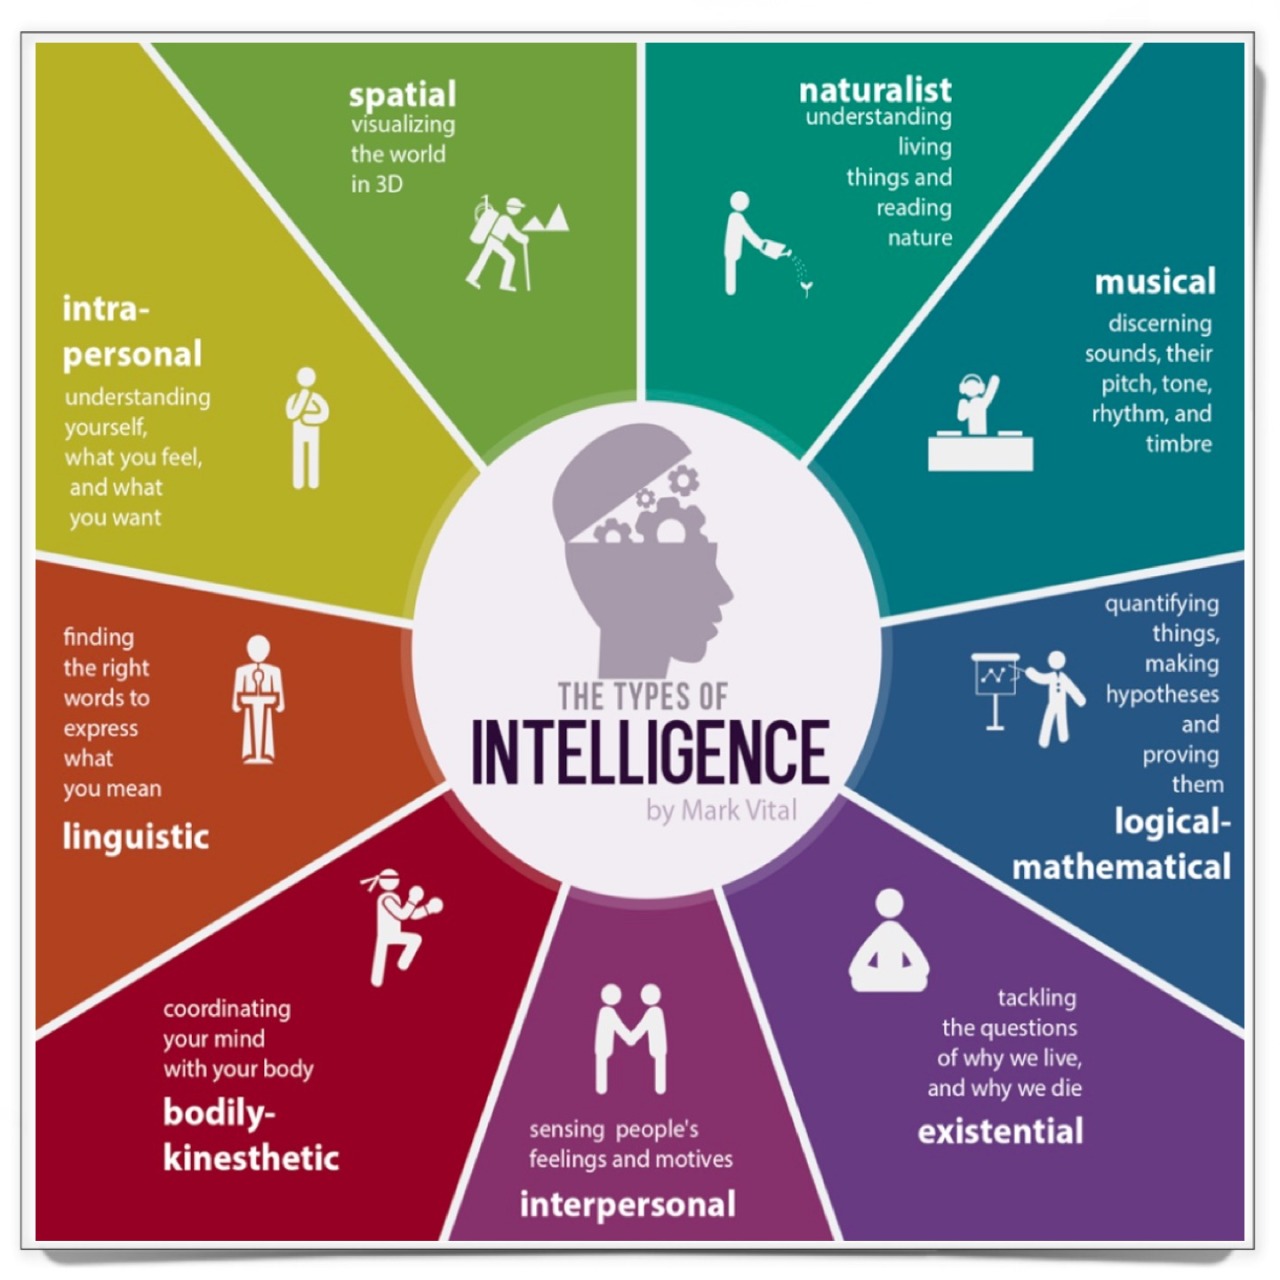 spatial
visualizing
the world
in 3D
naturalist
understanding
living
things and
reading
nature
musical
discerning
sounds, their
pitch, tone,
rhythm, and
timbre
intra-
personal
understanding
yourself,
what you feel,
and what
you want
finding
the right
words to
express
what
you mean
linguistic
THE TYPES OF
INTELLIGENCE
by Mark Vital
quantifying
things,
making
hypotheses
and
proving
them
logical-
mathematical
coordinating
your mind
with your body
bodily-
kinesthetic
sensing people's
feelings and motives
interpersonal
tackling
the questions
of why we live,
and why we die
existential